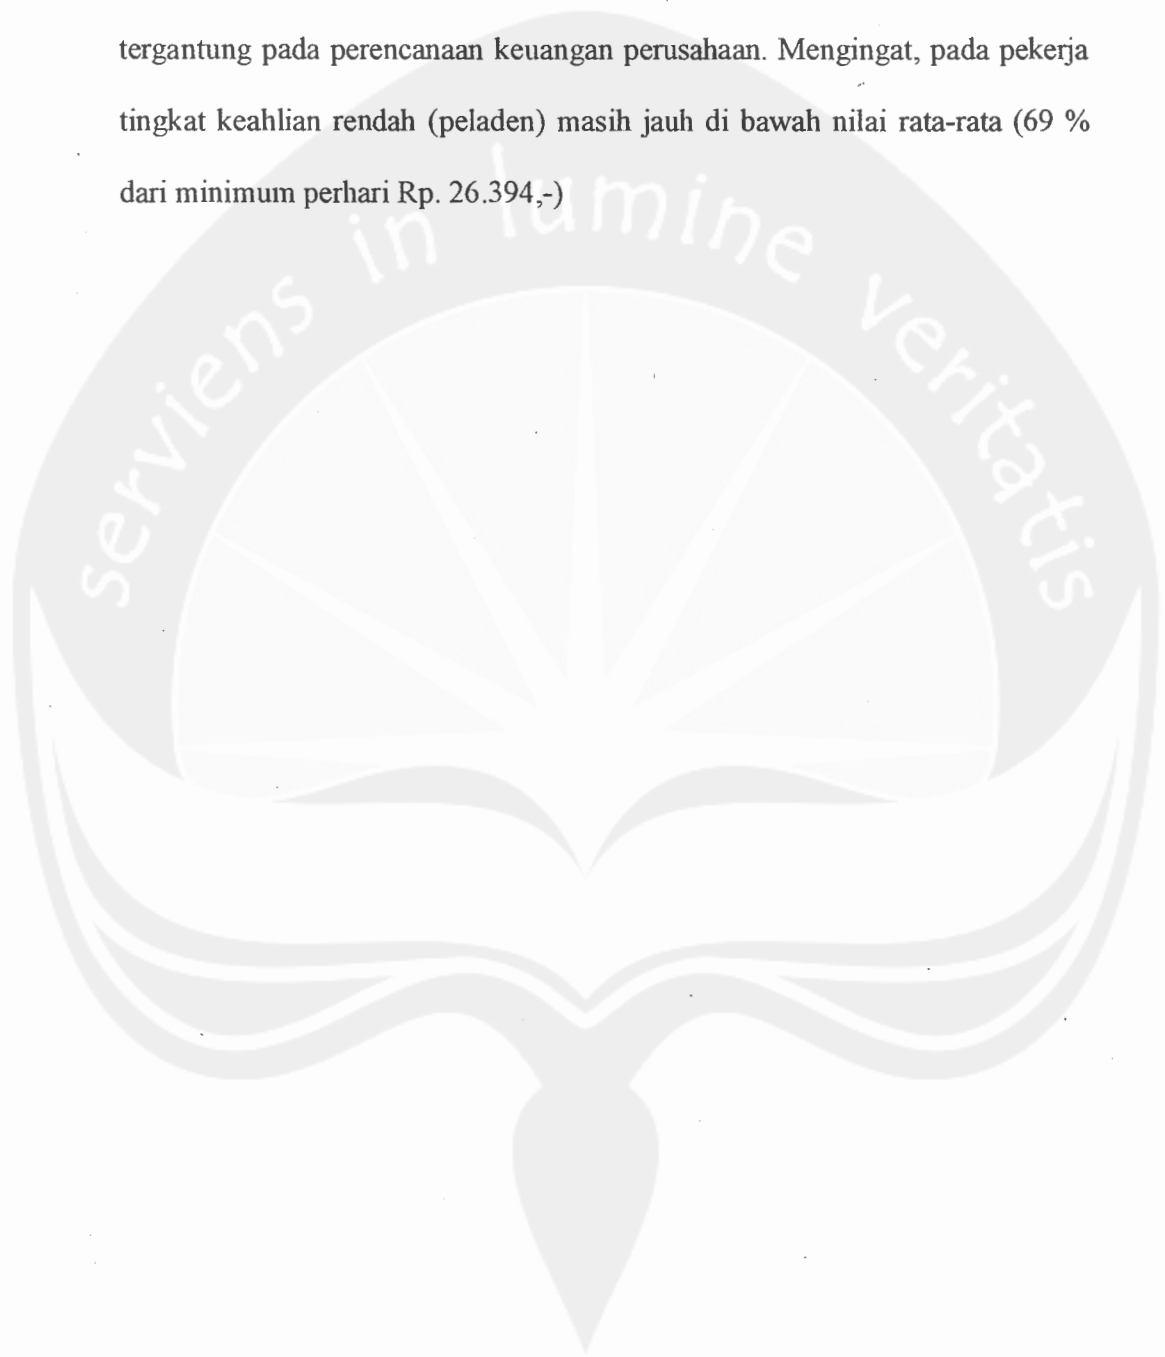 tergantung pada perencanaan keuangan perusahaan. Mengingat, pada pekerja
tingkat keahlian rendah (peladen) masih jauh di bawah nilai rata-rata (69 %
dari minimum perhari Rp. 26.394,-)
serviens in lumine veritatis